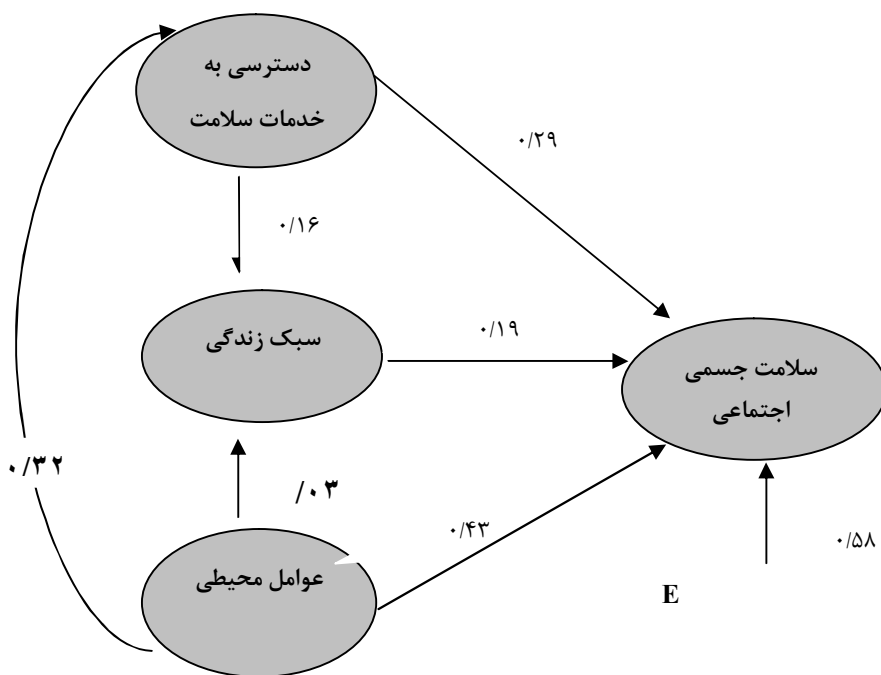 دسترسی به
خدمات سلامت
۰/۲۹
۰/۱۶
سبک زندگی
۰/۱۹
سلامت جسمی
اجتماعی
۰/۳۲
/۰۳
عوامل محیطی
۰/۴۳
۰/۵۸
E